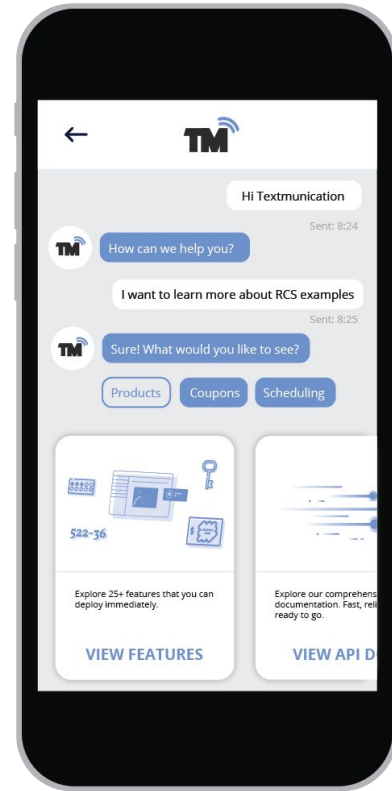 TM
Hi Textmunication
Sent: 8:24
TM
How can we help you?
I want to learn more about RCS examples
Sent: 8:25
TM
Sure! What would you like to see?
Products Coupons Scheduling
522-36
$
Explore 25+ features that you can
deploy immediately.
VIEW FEATURES
Explore our comprehens
documentation. Fast, reli
ready to go.
VIEW API D